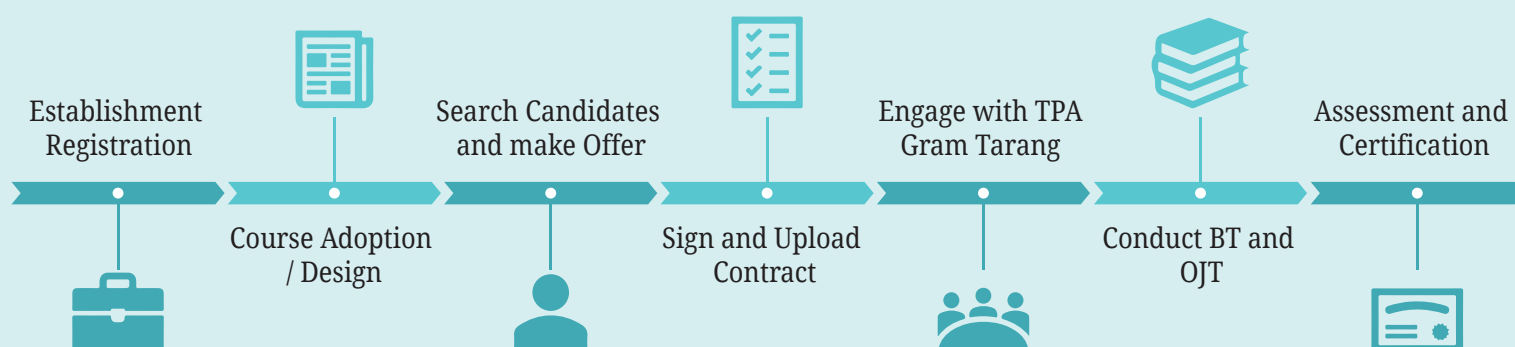 Establishment
Registration
Course Adoption
/ Design
Search Candidates
and make Offer
Sign and Upload
Contract
Engage with TPA
Gram Tarang
Conduct BT and
OJT
Assessment and
Certification